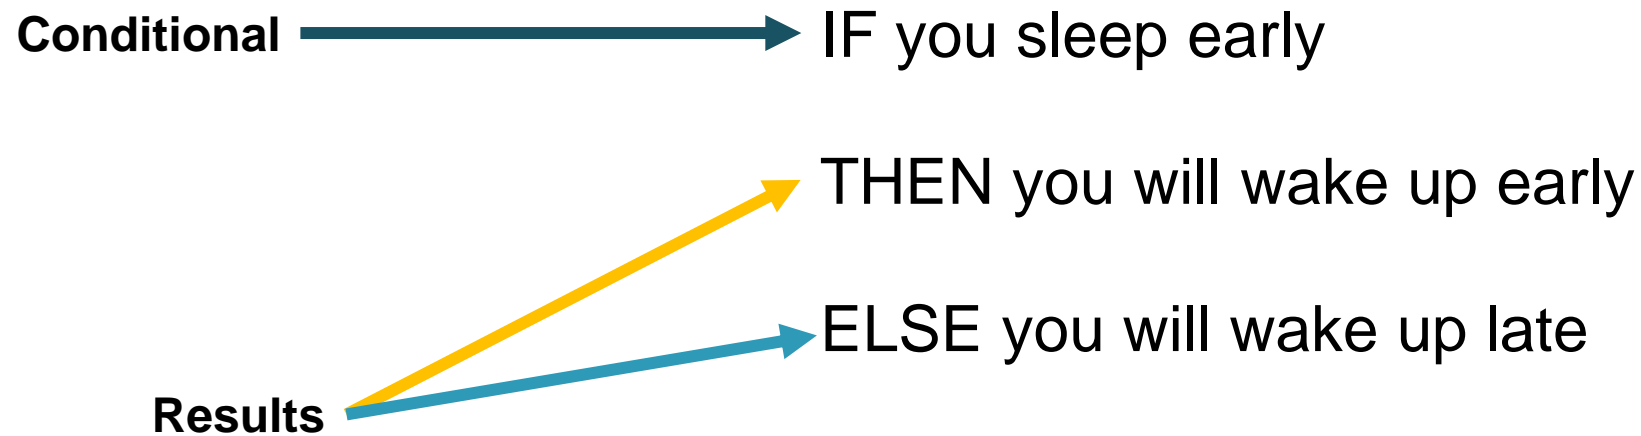 Conditional
IF you sleep early
THEN you will wake up early
ELSE you will wake up late
Results